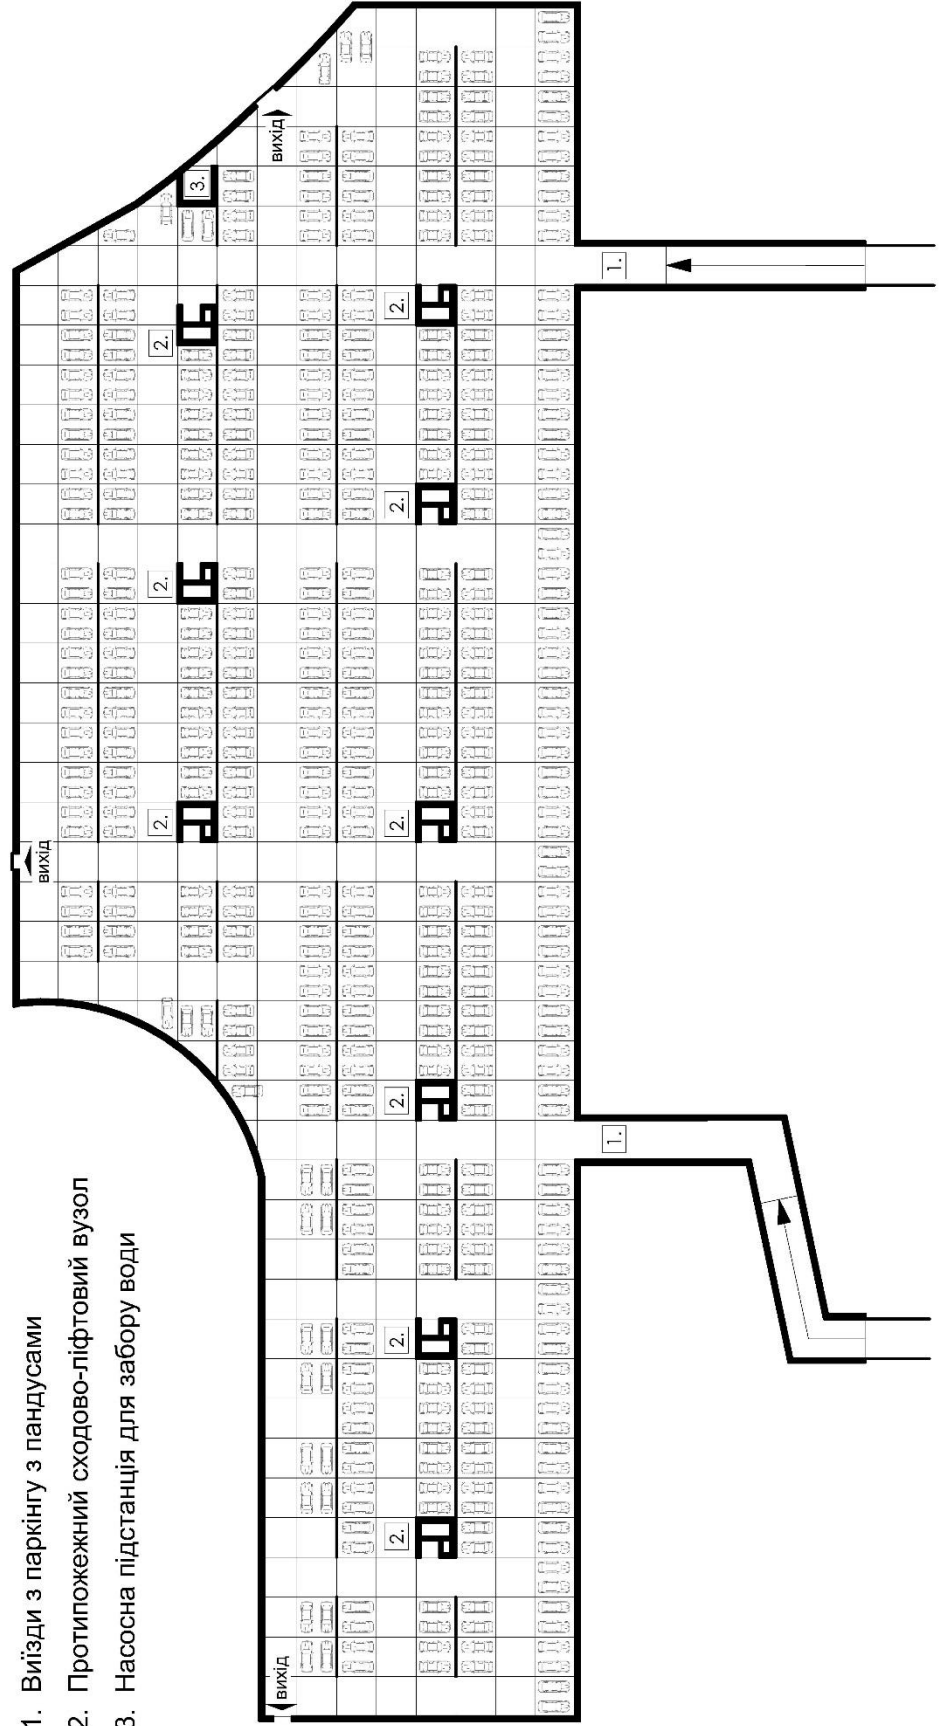 1. Виїзди з паркінгу з пандусами
2. Протипожежний сходово-ліфтовий вузол
3. Насосна підстанція для забору води
вихід
2.
2.
2.
3.
вихід
вихід
2.
2.
2.
2.
2.
2.
1.
1.